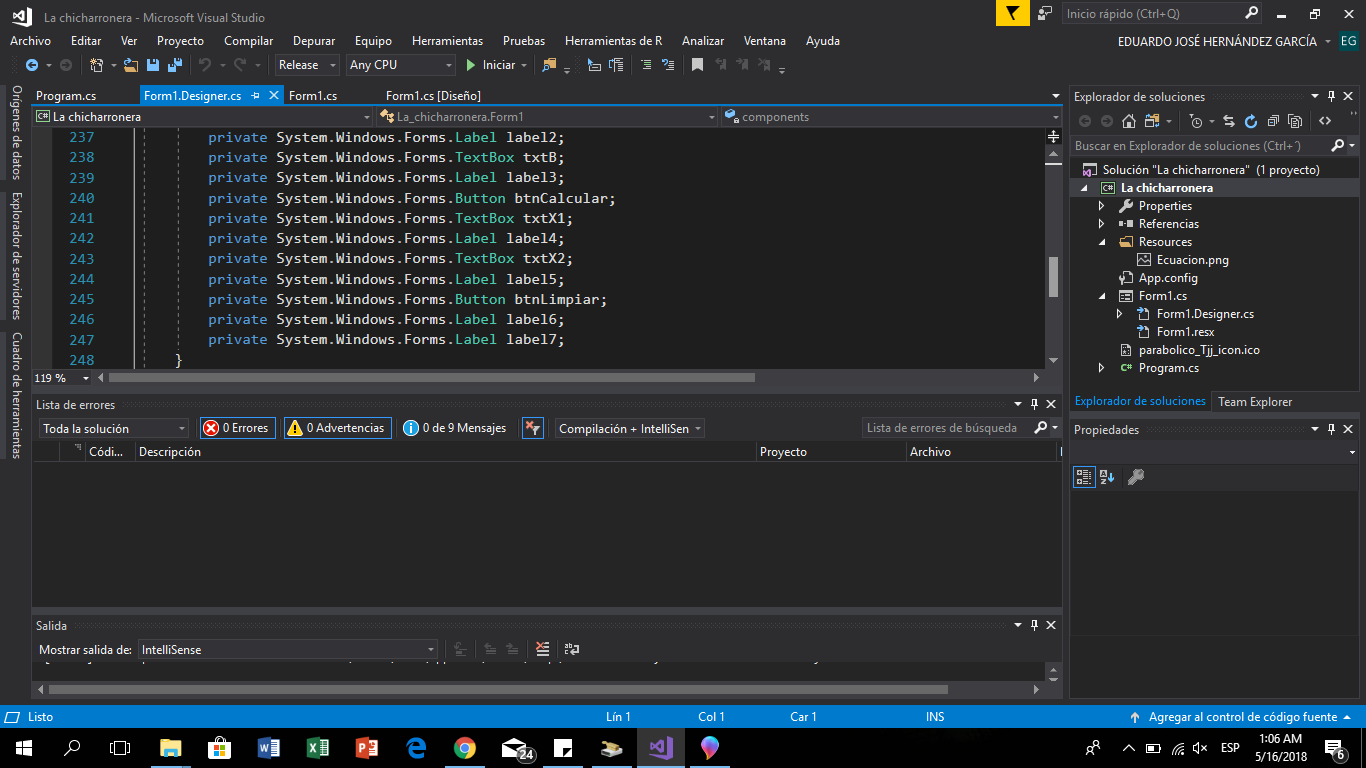 La chicharronera - Microsoft Visual Studio
Inicio rápido (Ctrl+Q)
Archivo Editar Ver Proyecto Compilar Depurar Equipo Herramientas Pruebas Herramientas de R Analizar Ventana Ayuda
EDUARDO JOSÉ HERNÁNDEZ GARCÍA EG
Release Any CPU Iniciar
Orígenes de datos
Explorador de servidores
Cuadro de herramientas
Program.cs Form1.Designer.cs Form1.cs Form1.cs [Diseño]
La chicharronera La_chicharronera.Form1 components
237 private System.Windows.Forms.Label label2;
238 private System.Windows.Forms.TextBox txtB;
239 private System.Windows.Forms.Label label3;
240 private System.Windows.Forms.Button btnCalcular;
241 private System.Windows.Forms.TextBox txtX1;
242 private System.Windows.Forms.Label label4;
243 private System.Windows.Forms.TextBox txtX2;
244 private System.Windows.Forms.Label label5;
245 private System.Windows.Forms.Button btnLimpiar;
246 private System.Windows.Forms.Label label6;
247 private System.Windows.Forms.Label label7;
248 }
119 %
Lista de errores
Toda la solución 0 Errores 0 Advertencias 0 de 9 Mensajes Compilación + IntelliSen Lista de errores de búsqueda
Códi... Descripción Proyecto Archivo
Salida
Mostrar salida de: IntelliSense
Explorador de soluciones
Buscar en Explorador de soluciones (Ctrl+´)
Solución "La chicharronera" (1 proyecto)
C# La chicharronera
Properties
Referencias
Resources
Ecuacion.png
App.config
Form1.cs
Form1.Designer.cs
Form1.resx
parabolico_Tjj_icon.ico
C# Program.cs
Explorador de soluciones Team Explorer
Propiedades
Listo Lín 1 Col 1 Car 1 INS Agregar al control de código fuente
24
ESP
1:06 AM
5/16/2018
6